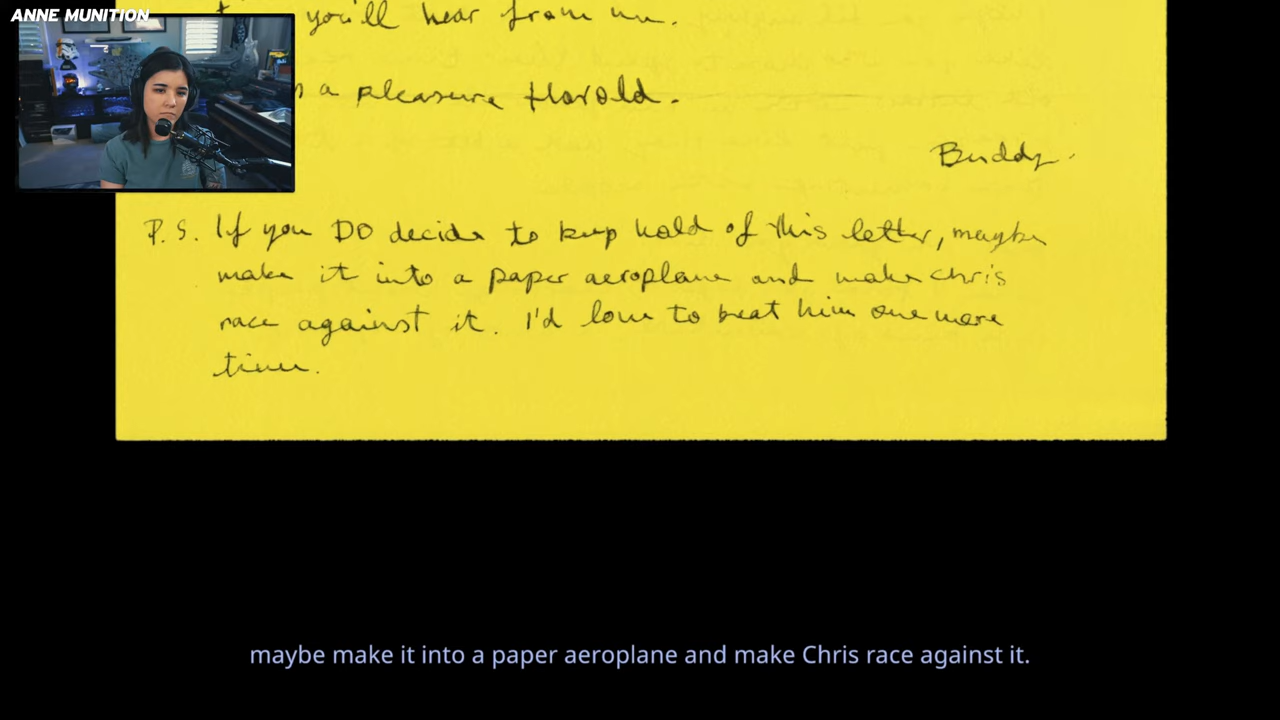 ANNE MUNITION
you'll hear from me.
a pleasure Harold.
Buddy.
P.S. If you DO decide to keep hold of this letter, maybe
make it into a paper aeroplane and make Chris
race against it. I'd love to beat him one more
time.
maybe make it into a paper aeroplane and make Chris race against it.